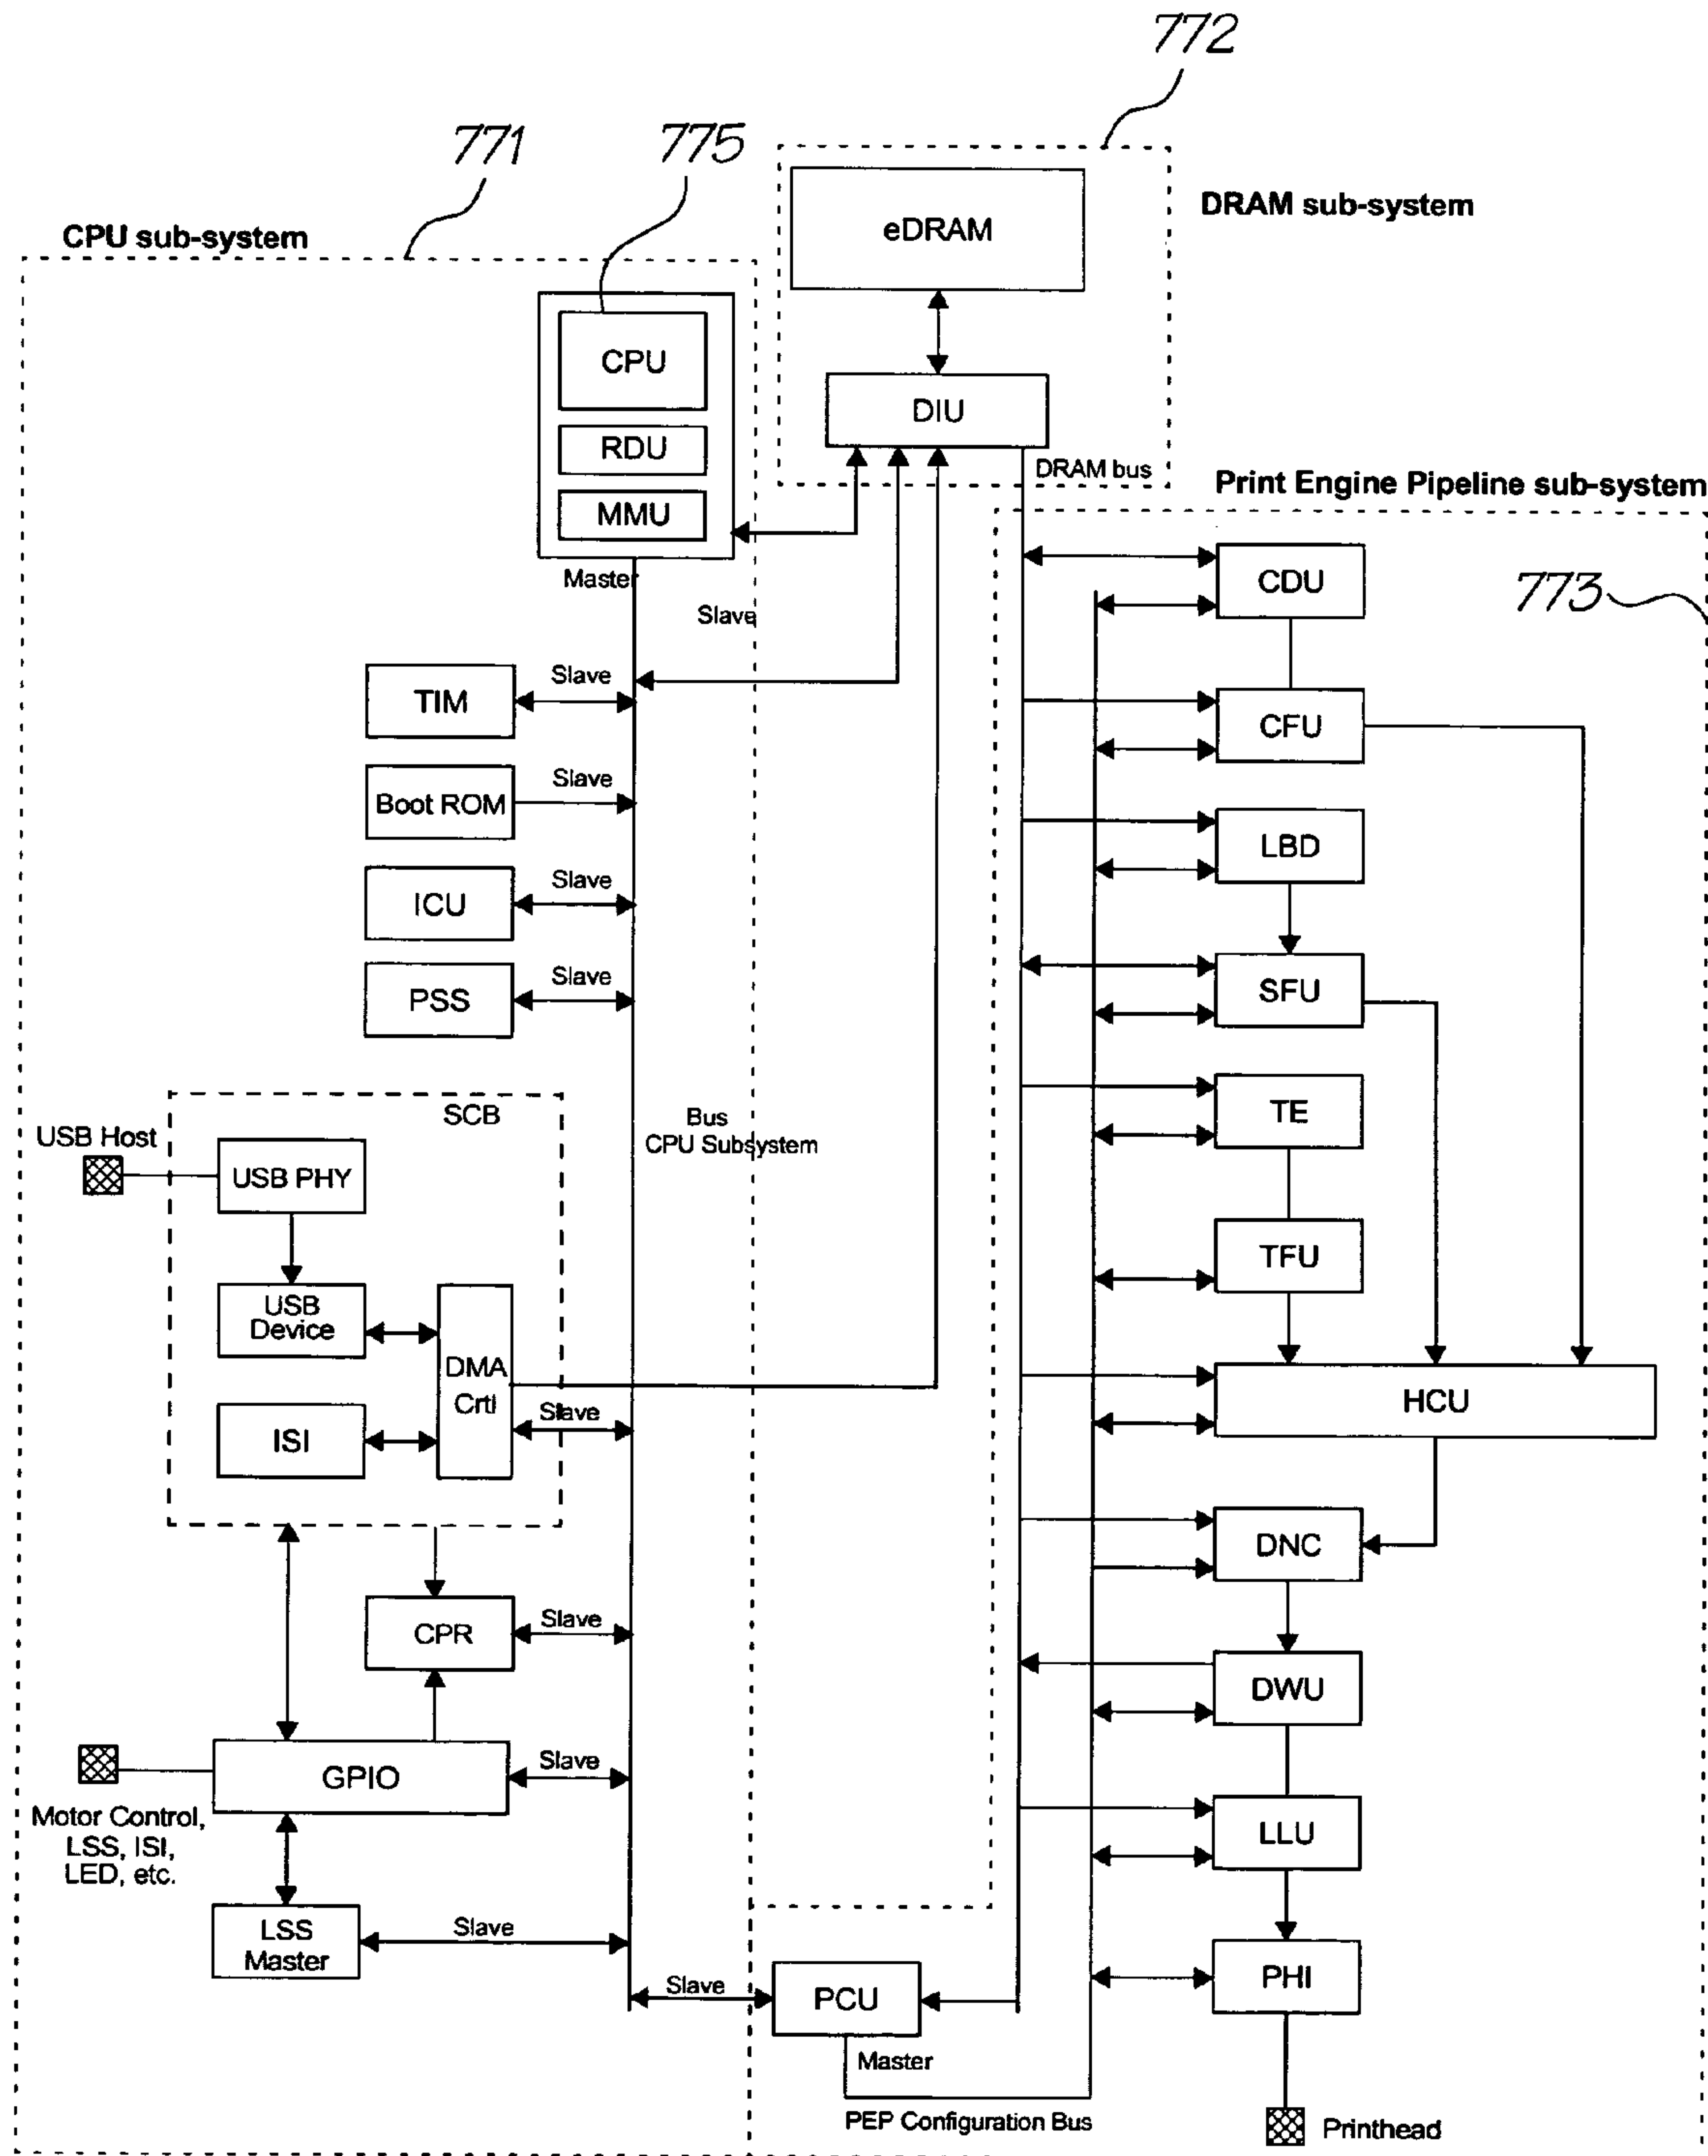 772
771
775
DRAM sub-system
CPU sub-system
eDRAM
CPU
DIU
RDU
DRAM bus
Print Engine Pipeline sub-system
MMU
Master
CDU
773
Slave
Slave
TIM
CFU
Slave
Boot ROM
LBD
Slave
ICU
Slave
PSS
SFU
SCB
Bus
CPU Subsystem
TE
USB Host
USB PHY
TFU
USB
Device
DMA
Crtl
HCU
Slave
ISI
DNC
CPR
Slave
DWU
GPIO
Slave
Motor Control,
LSS, ISI,
LED, etc.
LLU
LSS
Master
Slave
PHI
Slave
PCU
Master
PEP Configuration Bus
Printhead